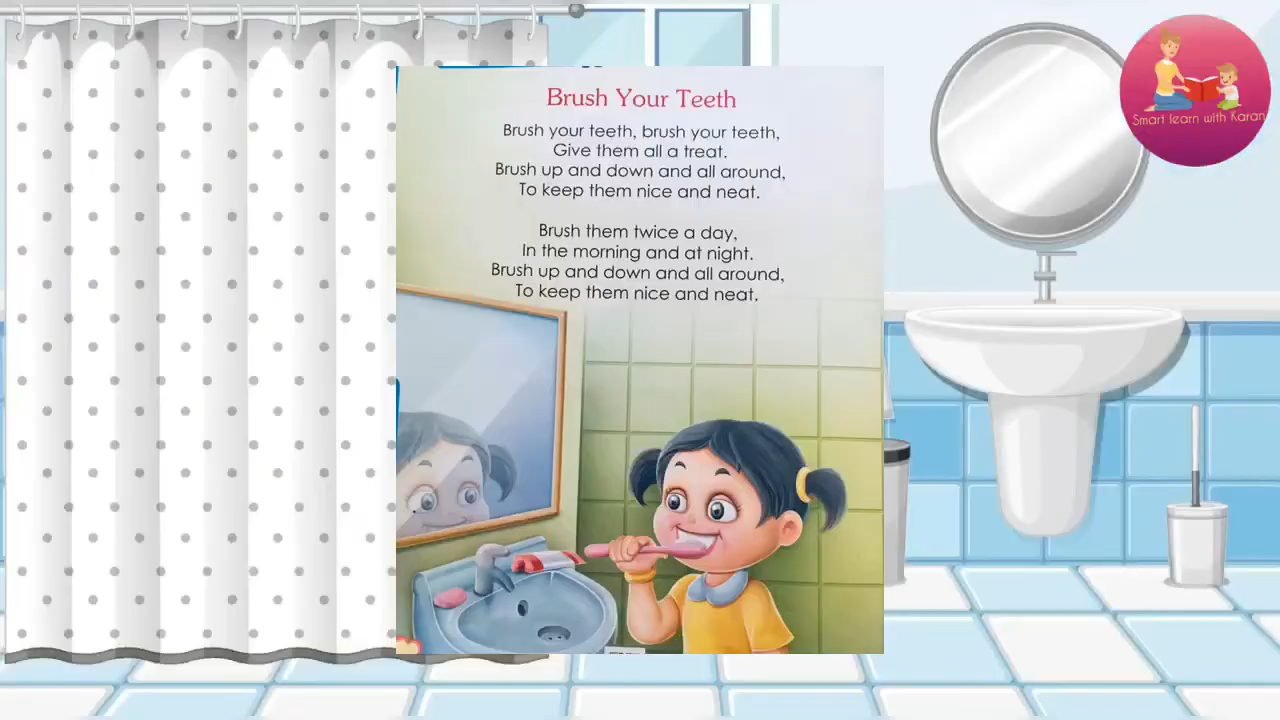 Brush Your Teeth
Brush your teeth, brush your teeth,
Give them all a treat.
Brush up and down and all around,
To keep them nice and neat.
Brush them twice a day,
In the morning and at night.
Brush up and down and all around,
To keep them nice and neat.
Smart learn with Karan